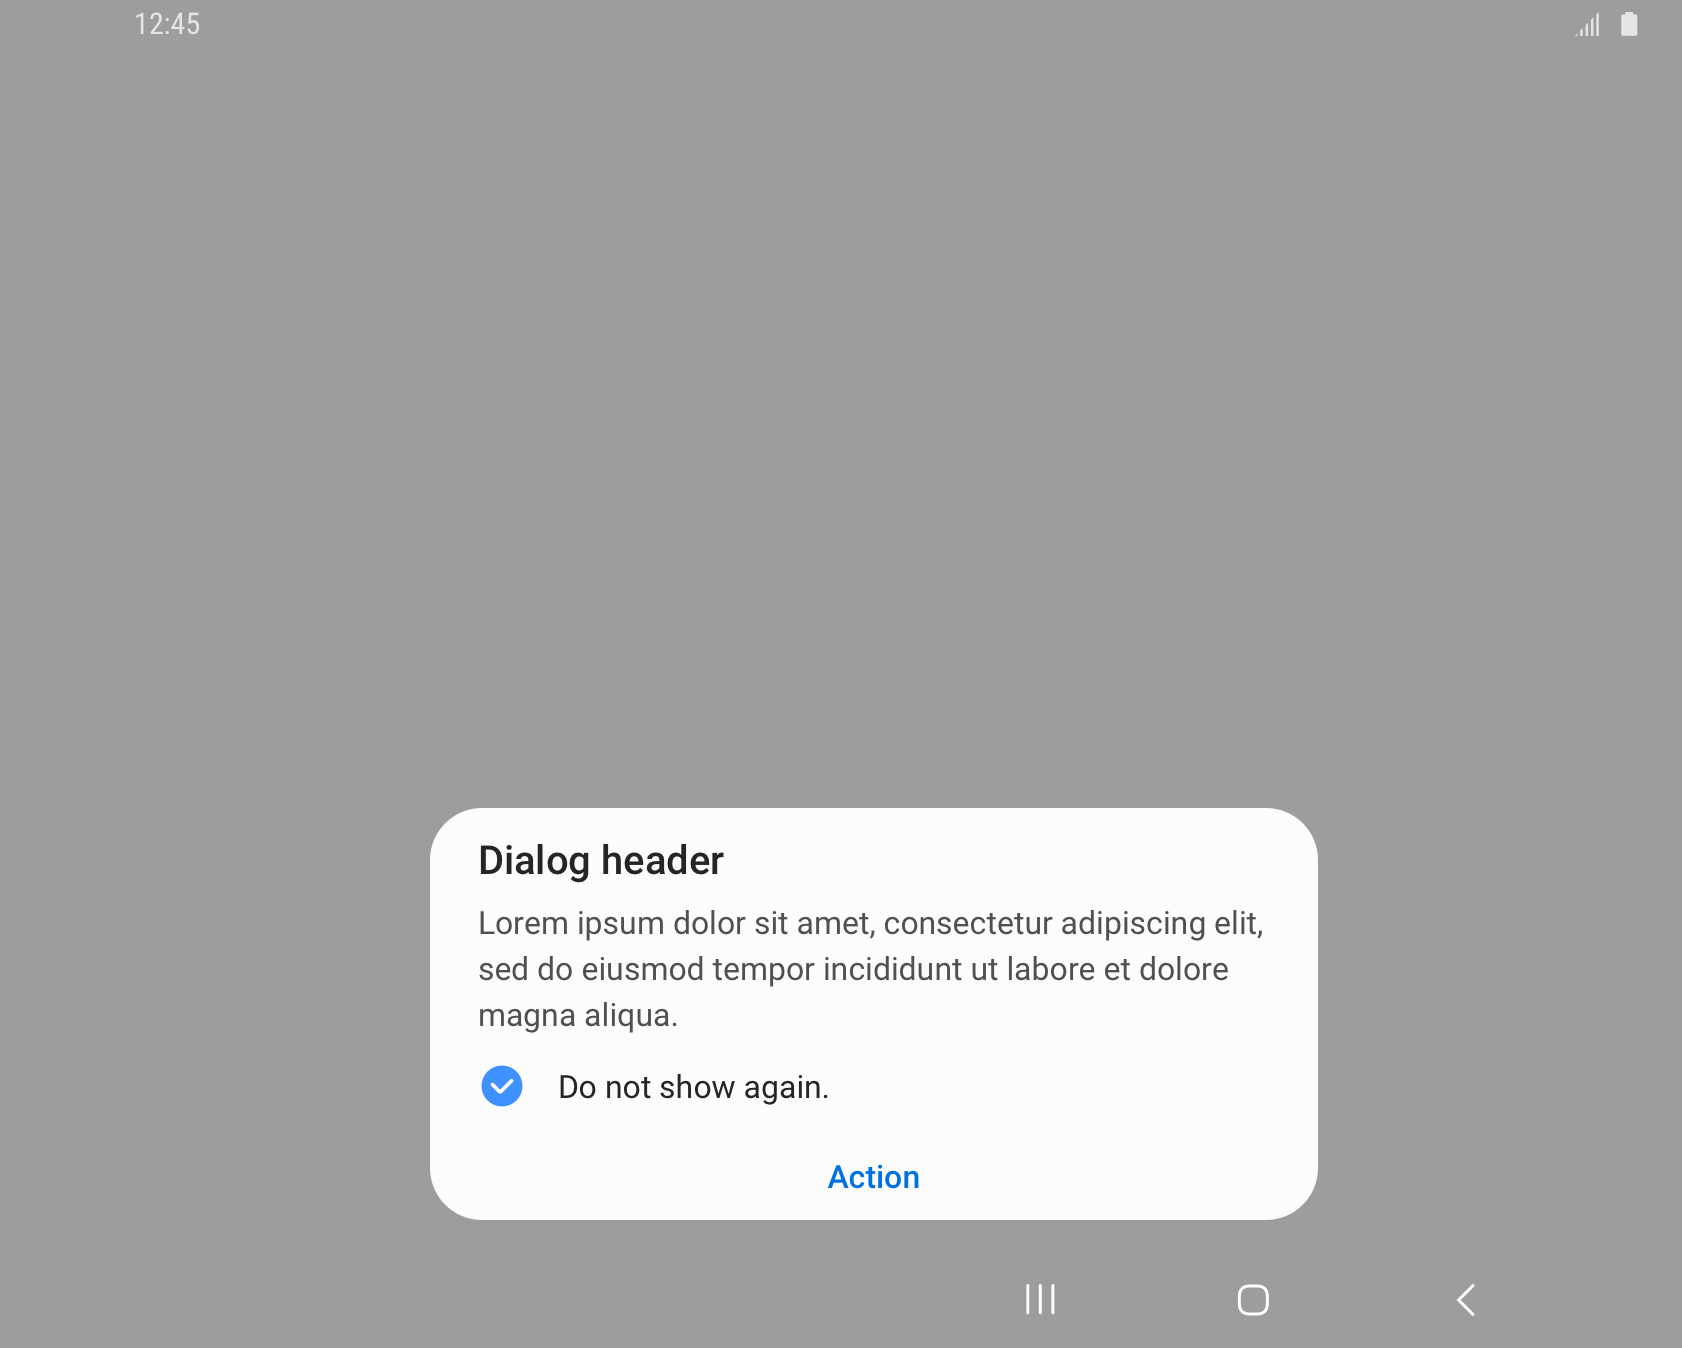 12:45
Dialog header
Lorem ipsum dolor sit amet, consectetur adipiscing elit,
sed do eiusmod tempor incididunt ut labore et dolore
magna aliqua.
Do not show again.
Action